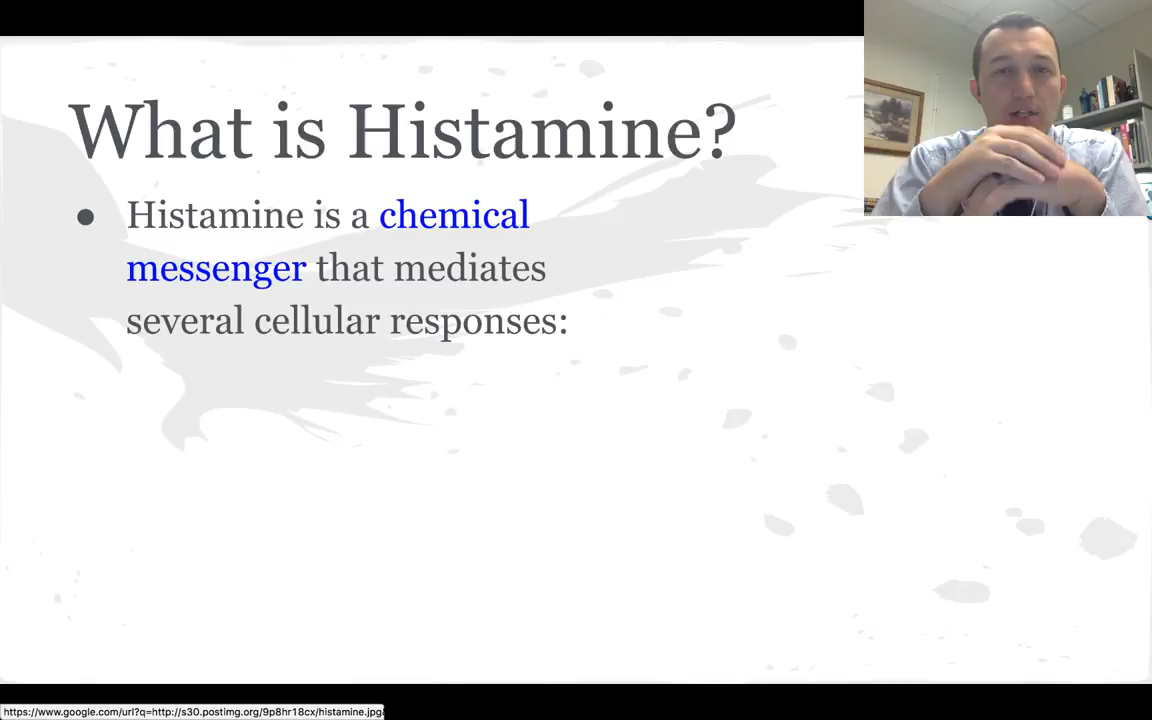 What is Histamine?
● Histamine is a chemical
messenger that mediates
several cellular responses:
https://www.google.com/url?q=http://s30.postimg.org/9p8hr18cx/histamine.jpg&